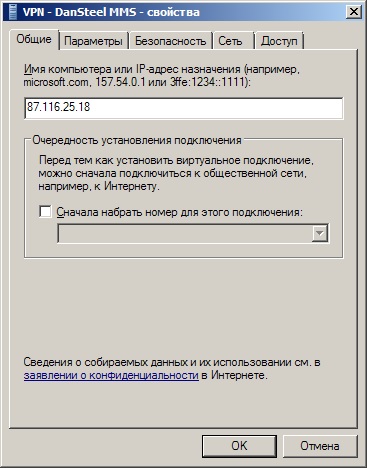 VPN - DanSteel MMS - свойства
Общие Параметры Безопасность Сеть Доступ
Имя компьютера или IP-адрес назначения (например,
microsoft.com, 157.54.0.1 или 3ffe:1234::1111):
87.116.25.18
Очередность установления подключения
Перед тем как установить виртуальное подключение,
можно сначала подключиться к общественной сети,
например, к Интернету.
Сначала набрать номер для этого подключения:
Сведения о собираемых данных и их использовании см. в
заявлении о конфиденциальности в Интернете.
OK Отмена